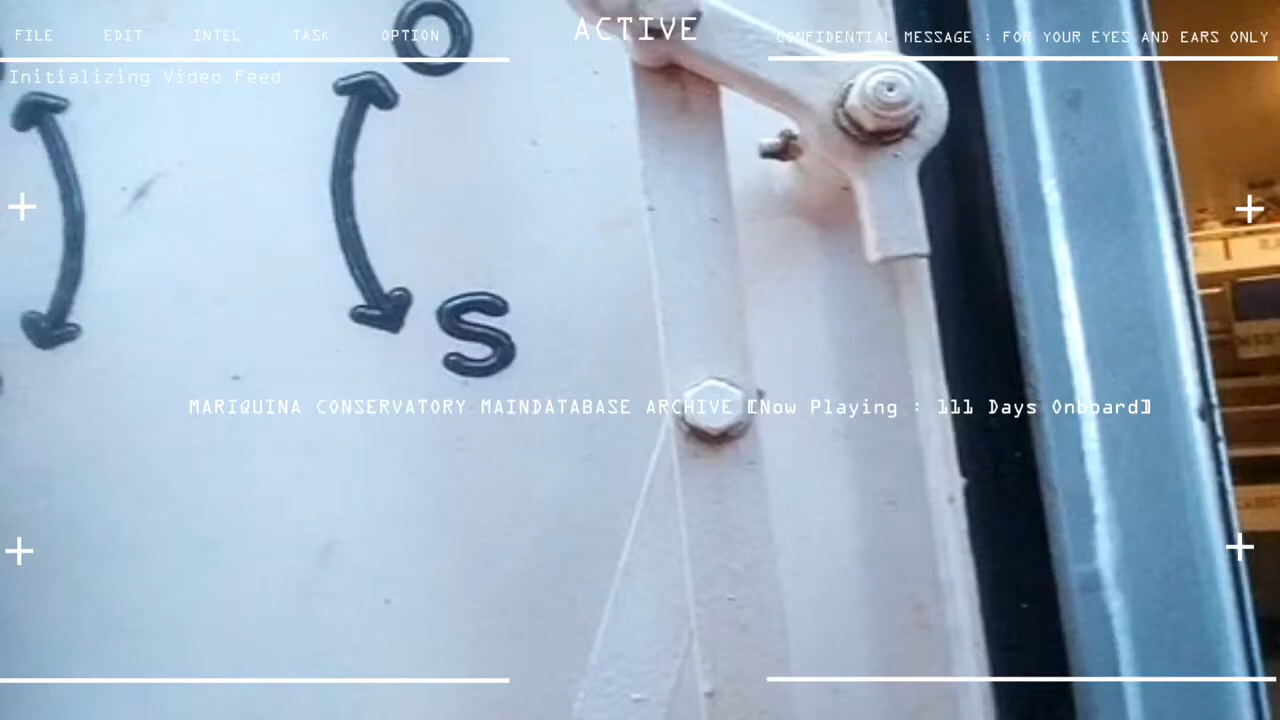 FILE EDIT INTEL TASK OPTION
ACTIVE
CONFIDENTIAL MESSAGE : FOR YOUR EYES AND EARS ONLY
Initializing Video Feed
O
S
MARIQUINA CONSERVATORY MAINDATABASE ARCHIVE [Now Playing : 111 Days Onboard]